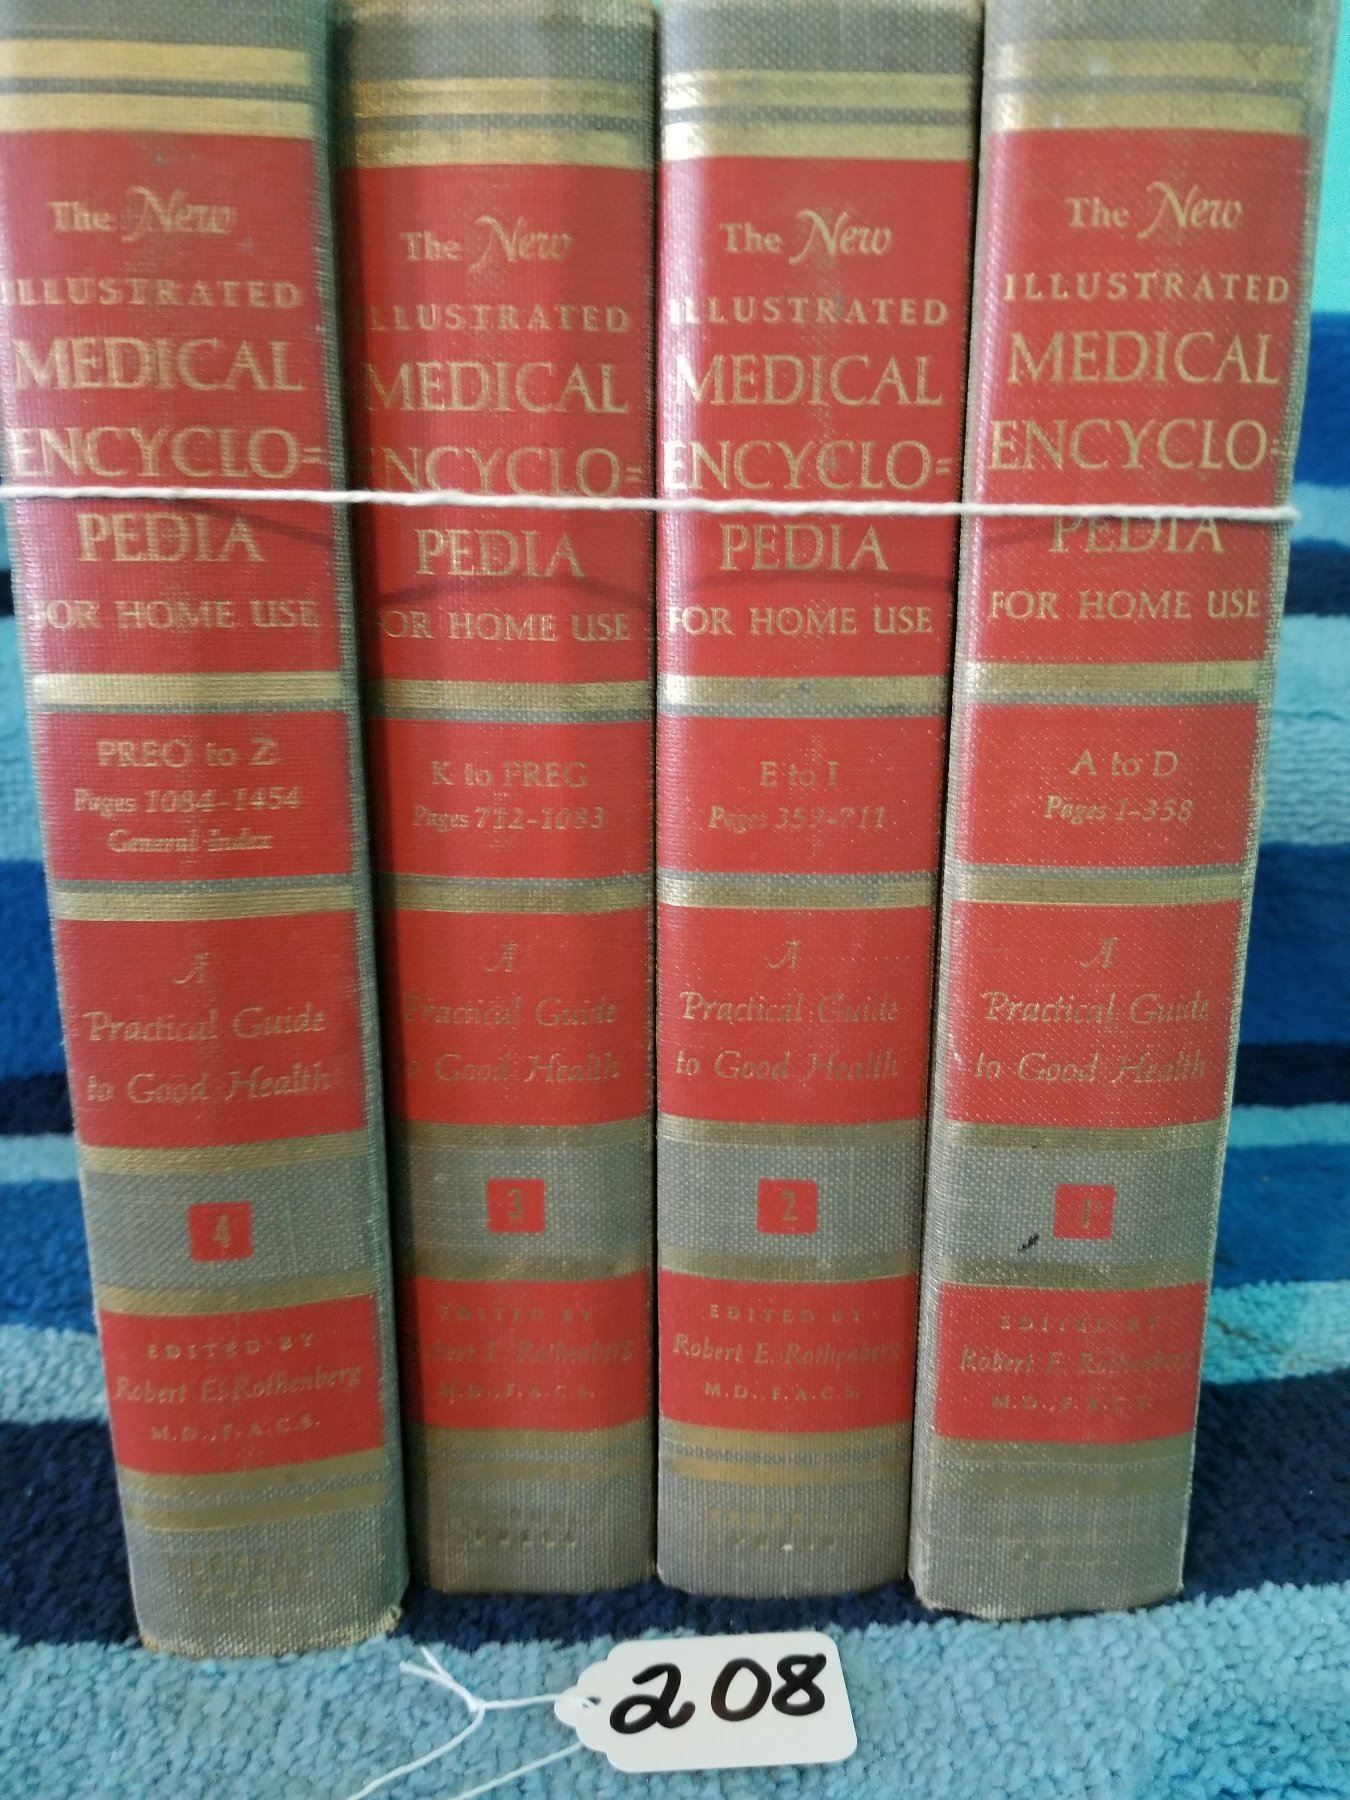 The New
ILLUSTRATED
MEDICAL
ENCYCLO=
PEDIA
FOR HOME USE
PREO to Z
Pages 1084-1454
General Index
A
Practical Guide
to Good Health
4
EDITED BY
Robert E. Rothenberg
M.D., F.A.C.S.
The New
ILLUSTRATED
MEDICAL
ENCYCLO=
PEDIA
FOR HOME USE
K to PREG
Pages 712-1083
A
Practical Guide
to Good Health
3
EDITED BY
Robert E. Rothenberg
M.D., F.A.C.S.
PRESS
The New
ILLUSTRATED
MEDICAL
ENCYCLO=
PEDIA
FOR HOME USE
E to I
Pages 359-711
A
Practical Guide
to Good Health
2
EDITED BY
Robert E. Rothenberg
M.D., F.A.C.S.
PRESS
The New
ILLUSTRATED
MEDICAL
ENCYCLO=
PEDIA
FOR HOME USE
A to D
Pages 1-358
A
Practical Guide
to Good Health
1
EDITED BY
Robert E. Rothenberg
M.D., F.A.C.S.
208